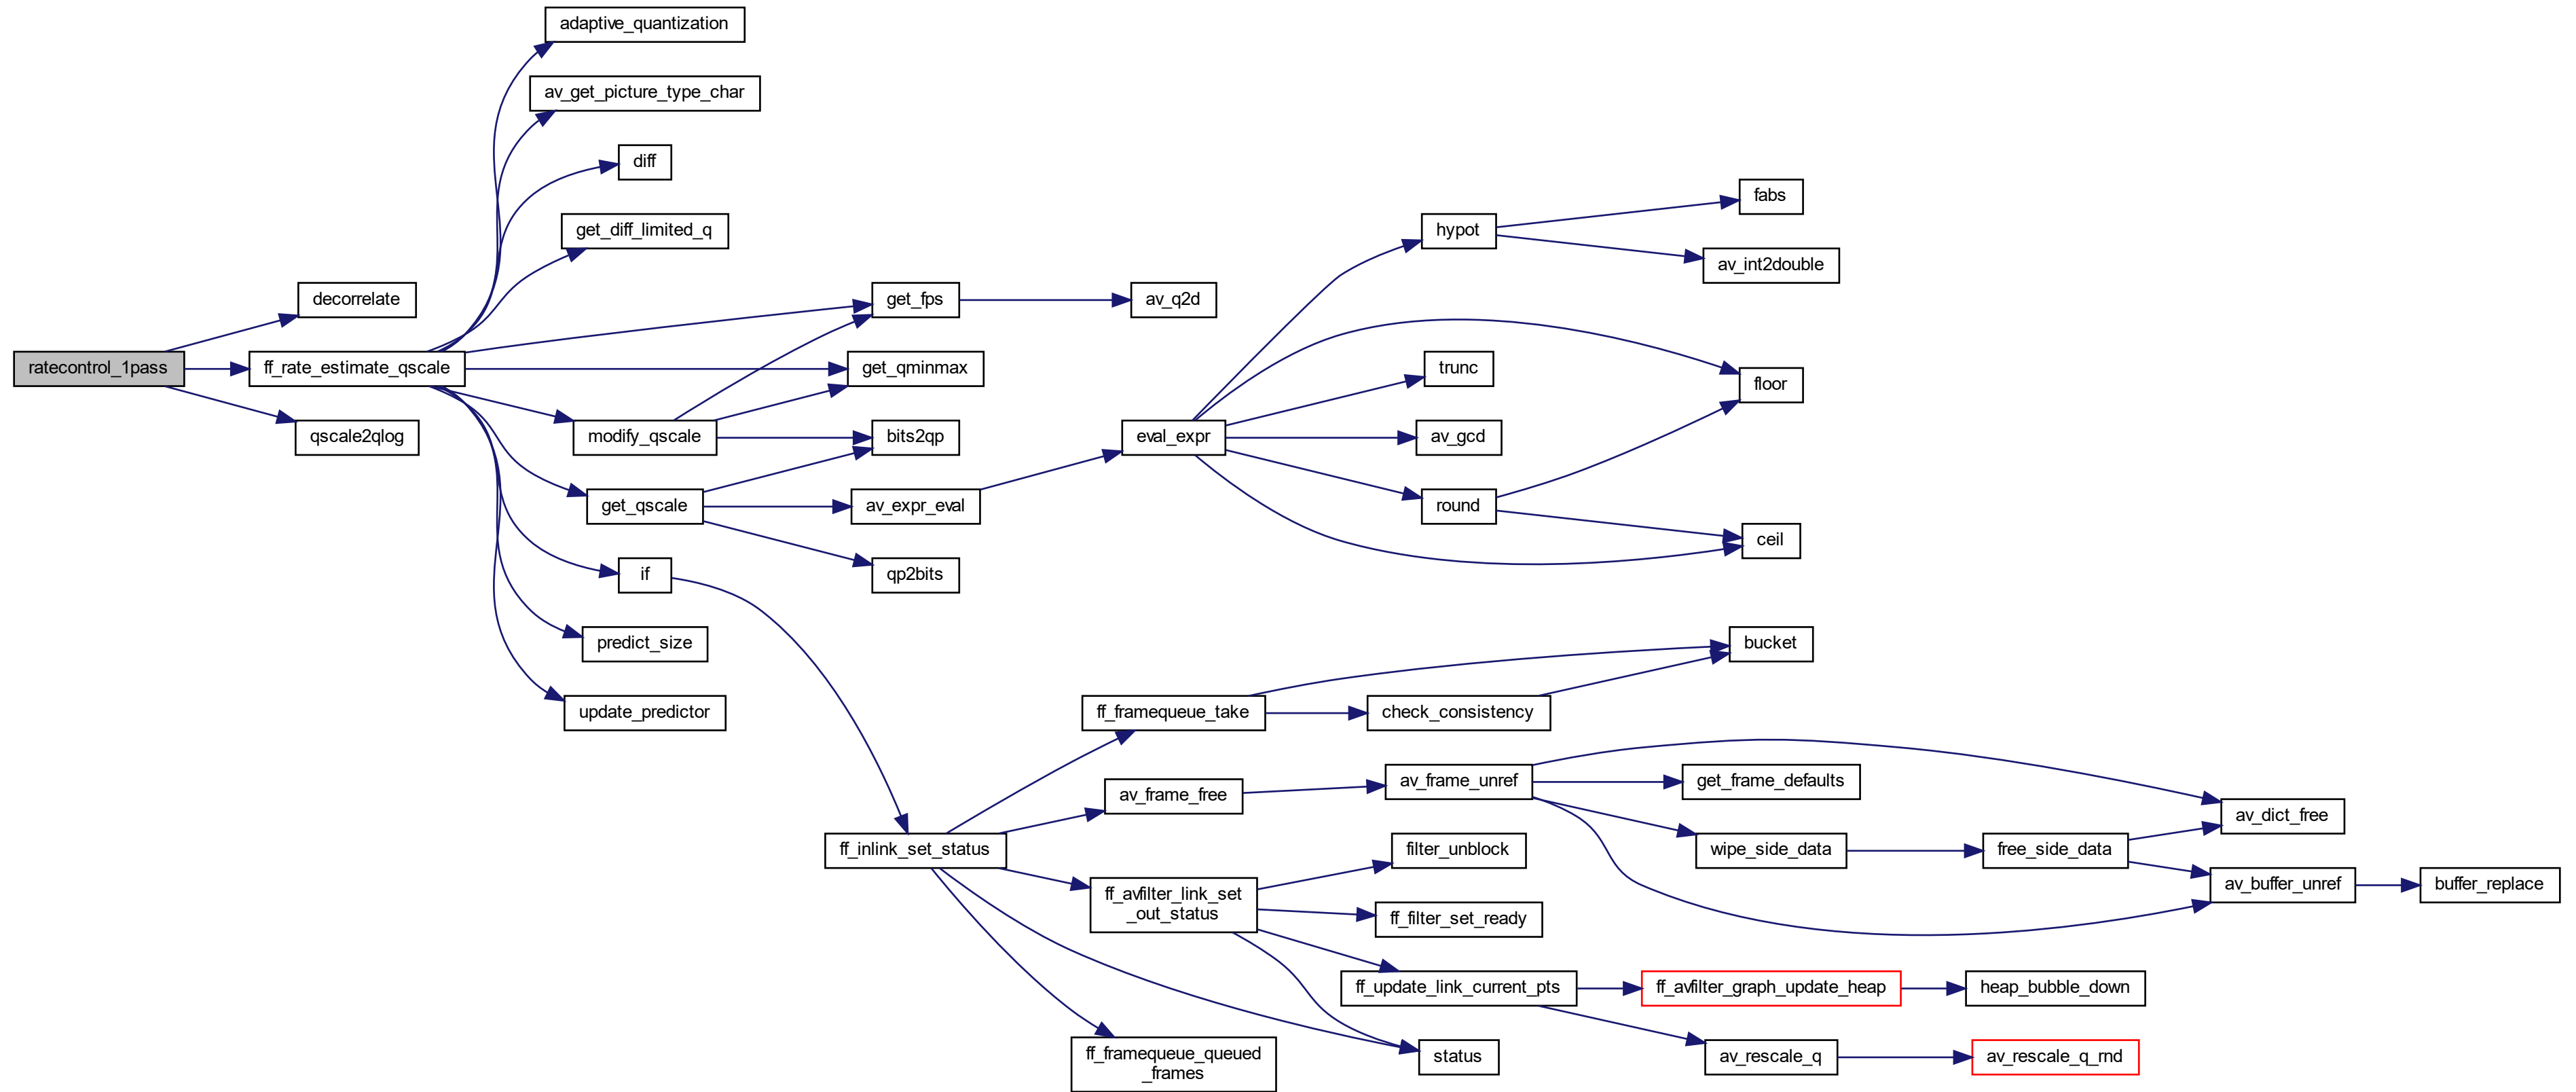 adaptive_quantization
av_get_picture_type_char
diff
get_diff_limited_q
fabs
hypot
av_int2double
decorrelate
get_fps
av_q2d
ratecontrol_1pass
ff_rate_estimate_qscale
get_qminmax
trunc
floor
qscale2qlog
modify_qscale
bits2qp
eval_expr
av_gcd
get_qscale
av_expr_eval
round
ceil
if
qp2bits
predict_size
bucket
update_predictor
ff_framequeue_take
check_consistency
av_frame_free
av_frame_unref
get_frame_defaults
av_dict_free
ff_inlink_set_status
filter_unblock
wipe_side_data
free_side_data
ff_avfilter_link_set
_out_status
av_buffer_unref
buffer_replace
ff_filter_set_ready
ff_update_link_current_pts
ff_avfilter_graph_update_heap
heap_bubble_down
ff_framequeue_queued
_frames
status
av_rescale_q
av_rescale_q_rnd